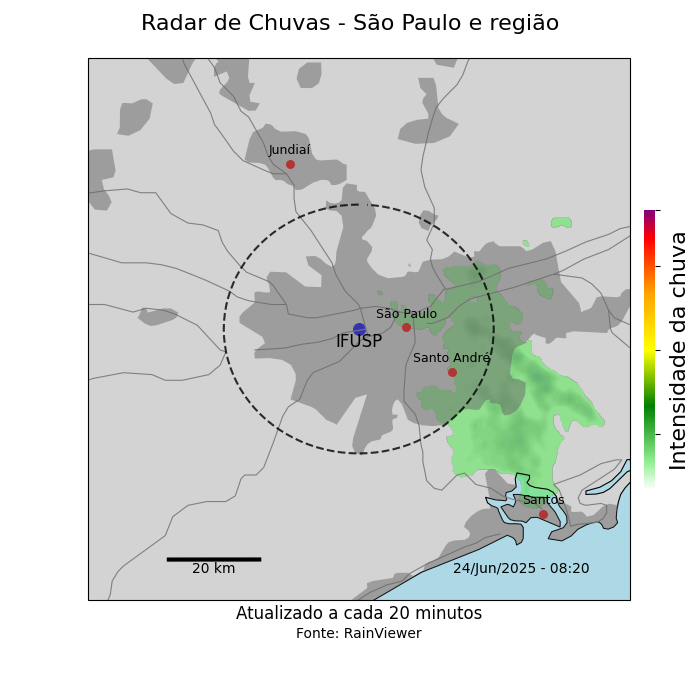 Radar de Chuvas - São Paulo e região
Jundiaí
São Paulo
IFUSP
Santo André
Santos
Intensidade da chuva
20 km
24/Jun/2025 - 08:20
Atualizado a cada 20 minutos
Fonte: RainViewer